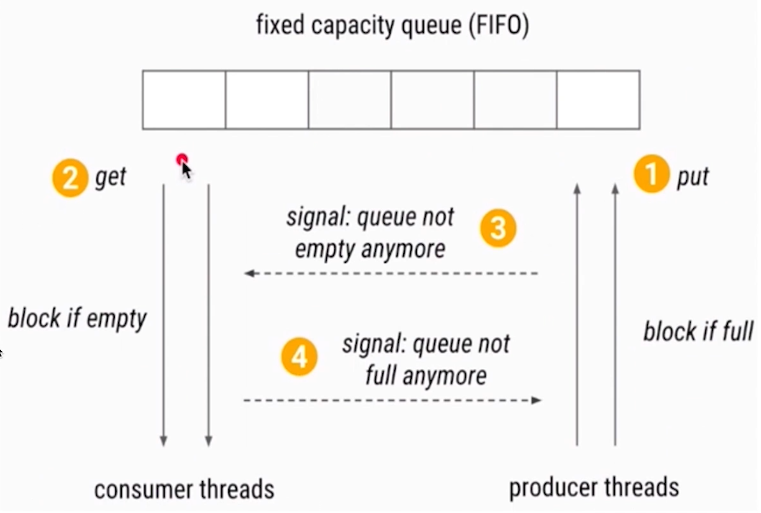 fixed capacity queue (FIFO)
2 get
1 put
signal: queue not
empty anymore
3
block if empty
block if full
4
signal: queue not
full anymore
consumer threads
producer threads